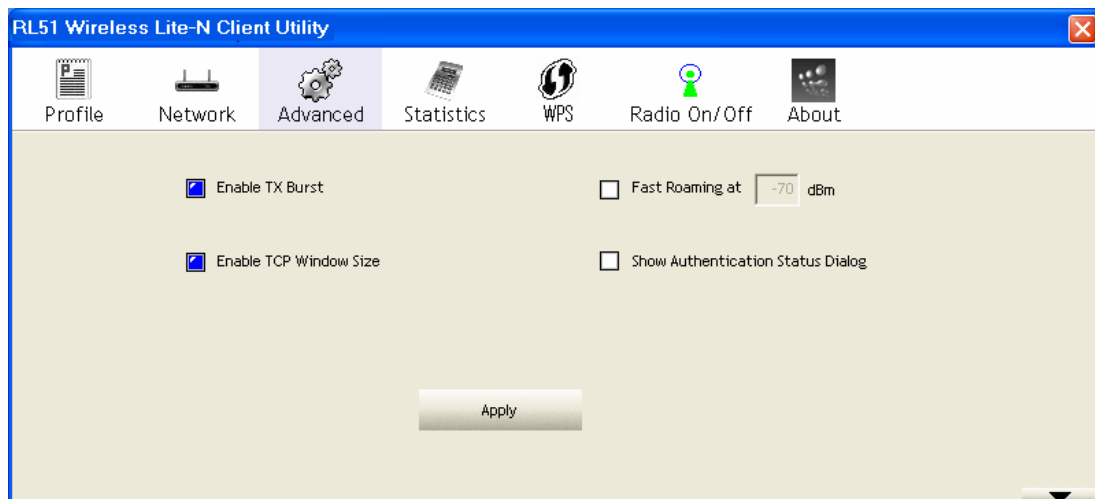 RL51 Wireless Lite-N Client Utility
Profile Network Advanced Statistics WPS Radio On/Off About
Enable TX Burst Fast Roaming at -70 dBm
Enable TCP Window Size Show Authentication Status Dialog
Apply